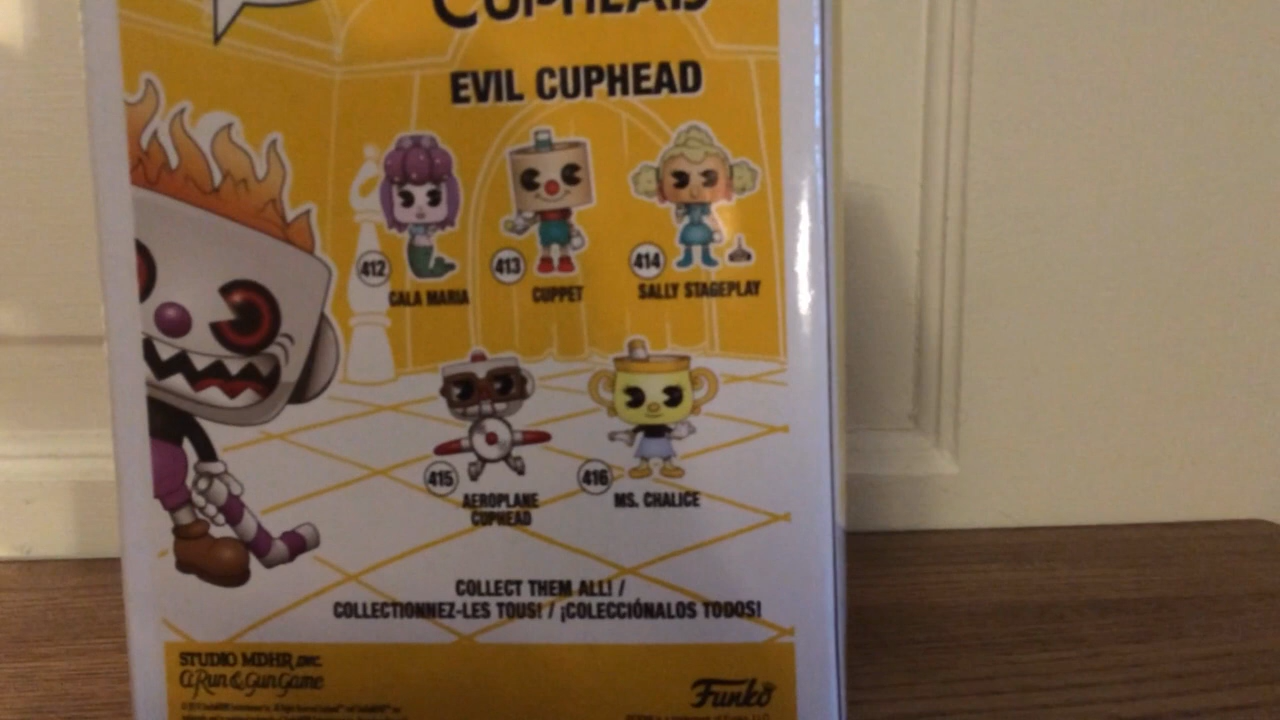 CUPHEAD
EVIL CUPHEAD
412 413 414
CALA MARIA CUPPET SALLY STAGEPLAY
415 416
AEROPLANE MS. CHALICE
CUPHEAD
COLLECT THEM ALL! /
COLLECTIONNEZ-LES TOUS! / ¡COLECCIÓNALOS TODOS!
STUDIO MDHR INC.
A Run & Gun Game
Funko